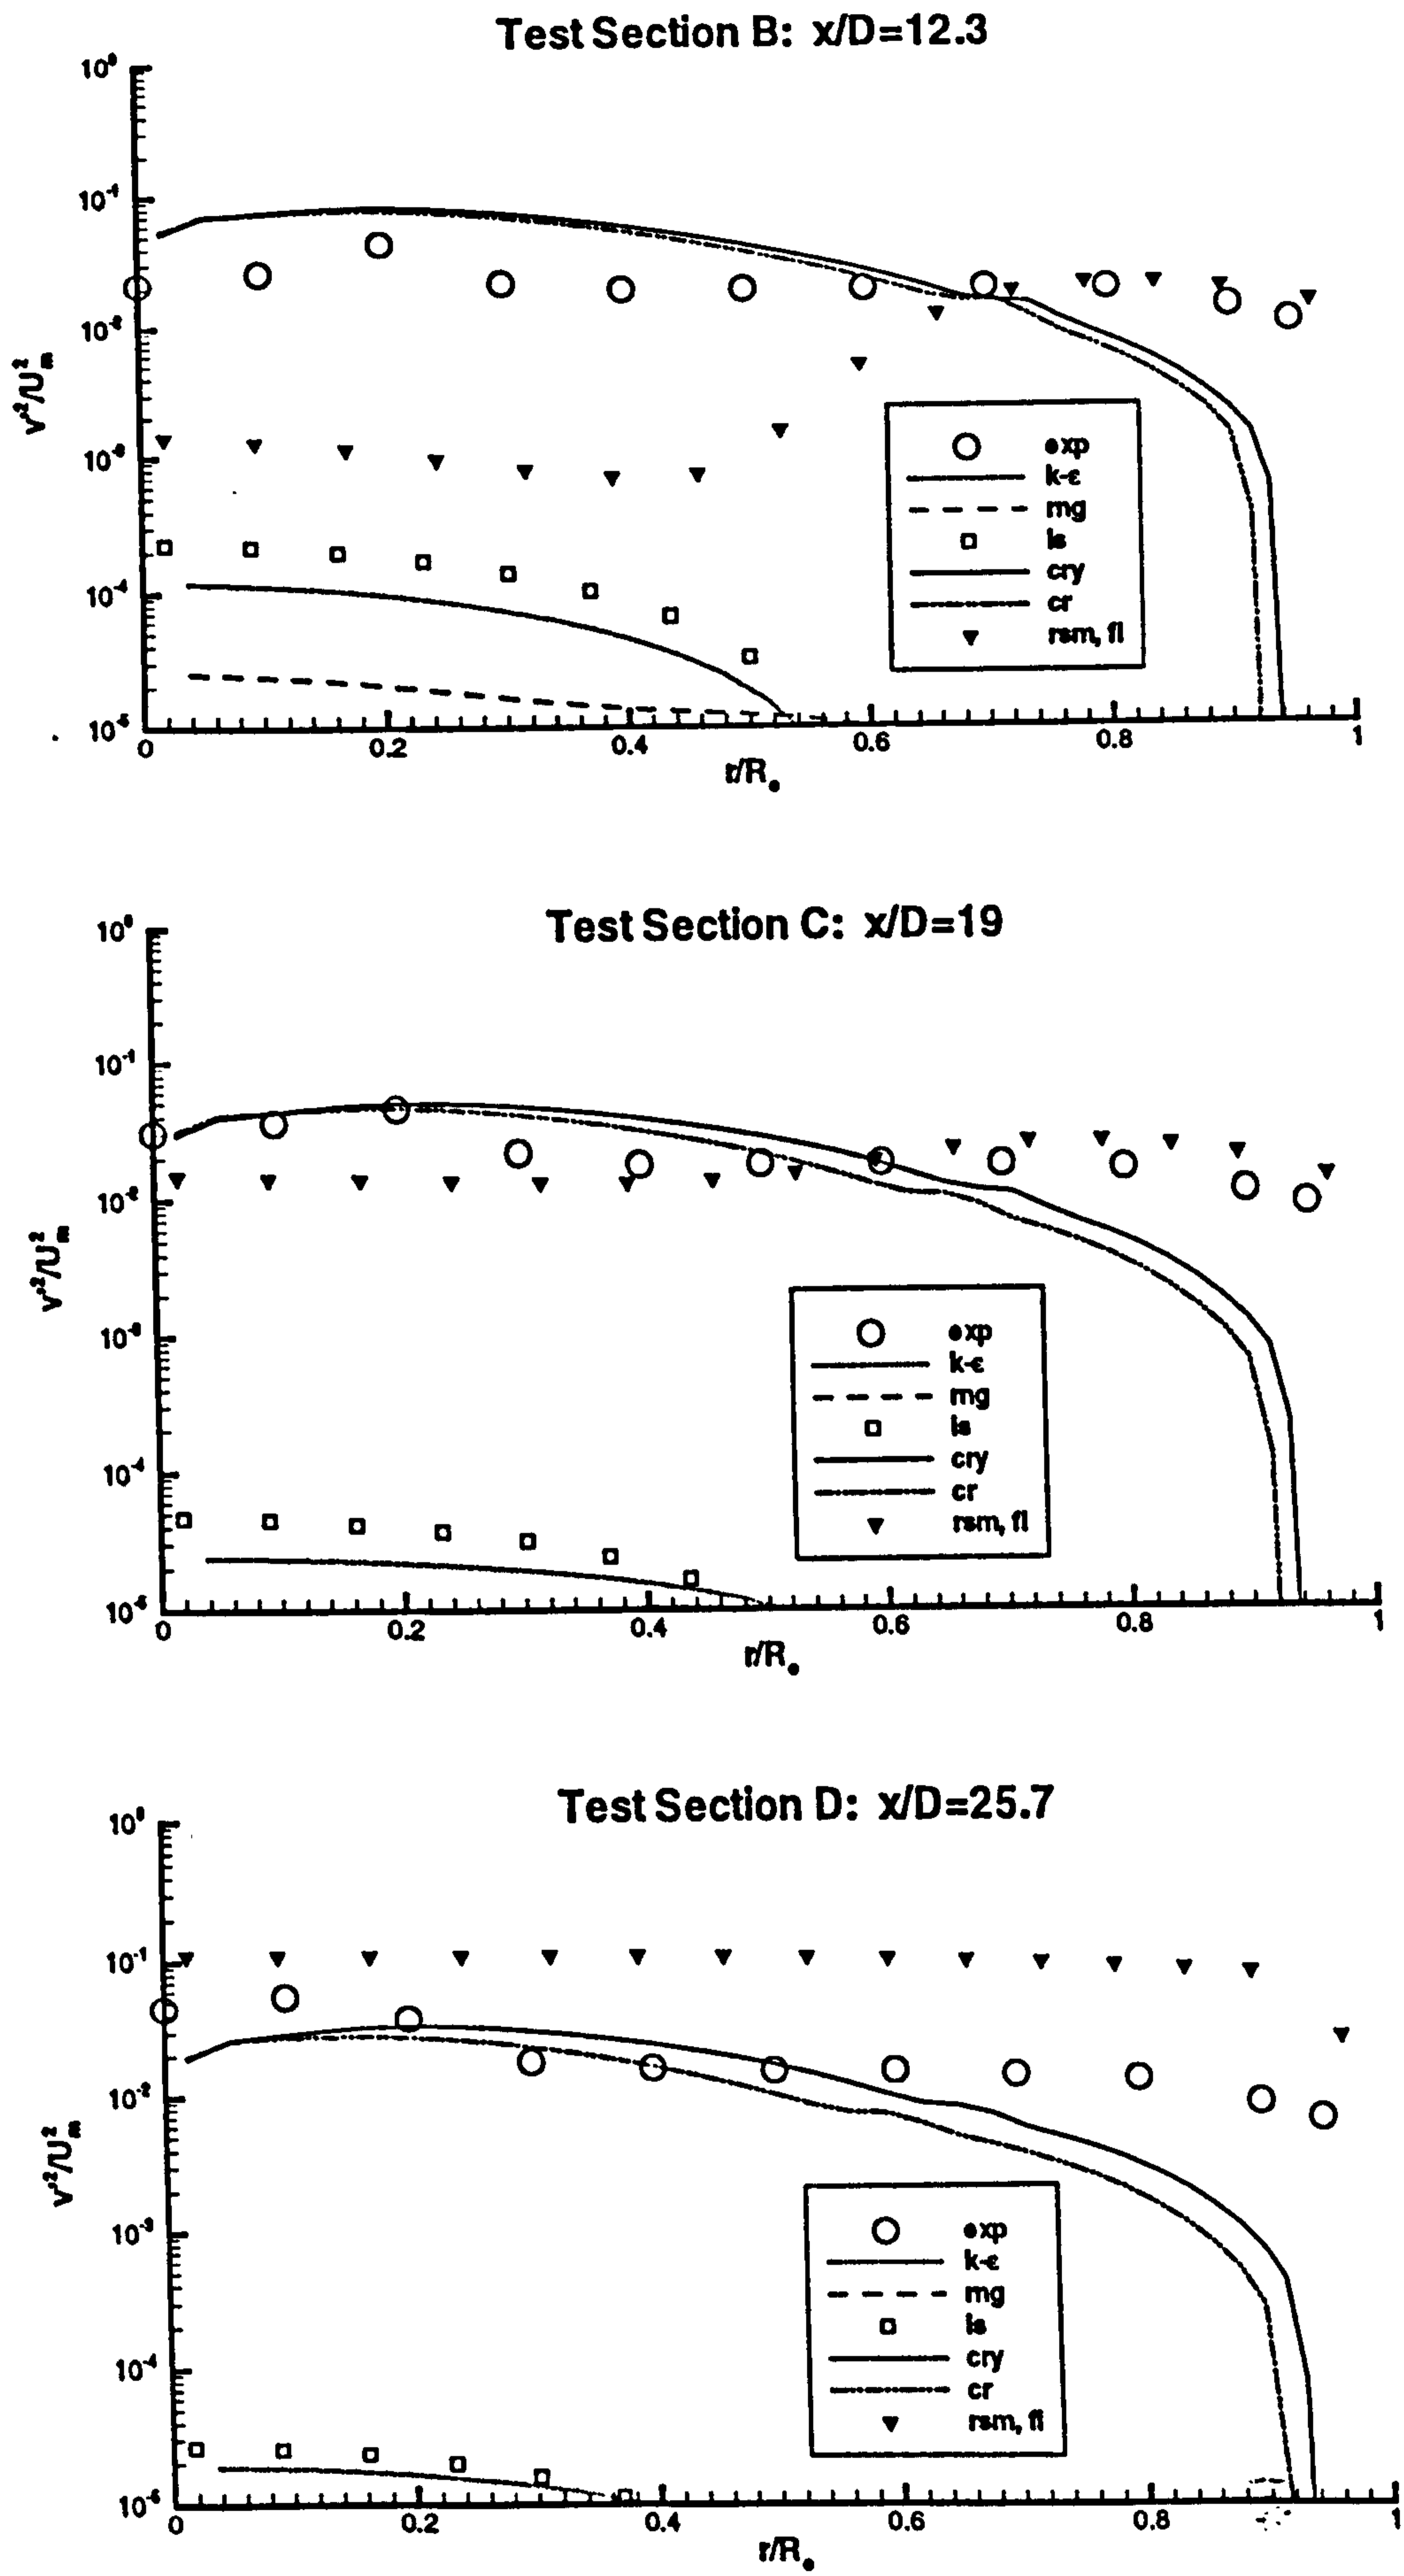 Test Section B: x/D=12.3
10⁰
10⁻¹
10⁻²
10⁻³
10⁻⁴
10⁻⁵
v'²/U²ₘ
exp
k-ε
rng
ls
cry
cr
rsm, fl
0 0.2 0.4 0.6 0.8 1
r/Rₒ
Test Section C: x/D=19
10⁰
10⁻¹
10⁻²
10⁻³
10⁻⁴
10⁻⁵
v'²/U²ₘ
exp
k-ε
rng
ls
cry
cr
rsm, fl
0 0.2 0.4 0.6 0.8 1
r/Rₒ
Test Section D: x/D=25.7
10⁰
10⁻¹
10⁻²
10⁻³
10⁻⁴
10⁻⁵
v'²/U²ₘ
exp
k-ε
rng
ls
cry
cr
rsm, fl
0 0.2 0.4 0.6 0.8 1
r/Rₒ